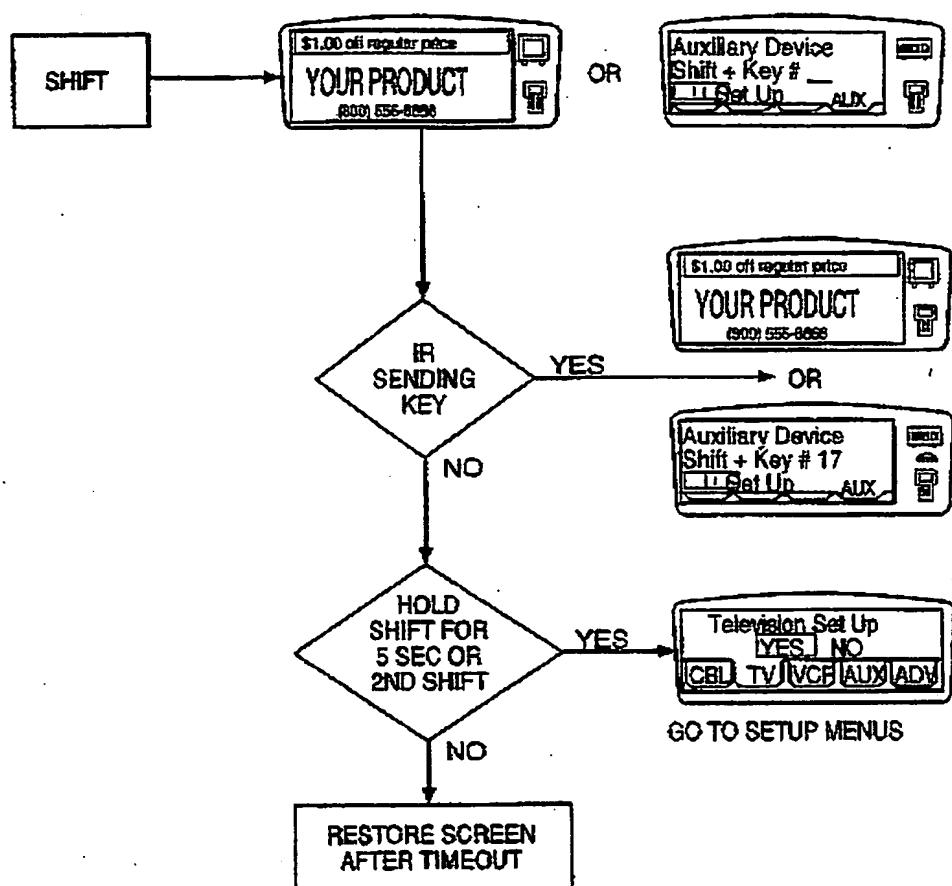 SHIFT
$1.00 off regular price
YOUR PRODUCT
OR
Auxiliary Device
Shift + Key # __
Set Up
AUX
$1.00 off regular price
YOUR PRODUCT
IR
SENDING
KEY
YES
OR
Auxiliary Device
Shift + Key # 17
Set Up
AUX
NO
HOLD
SHIFT FOR
5 SEC OR
2ND SHIFT
YES
Television Set Up
YES NO
CBL TV VCR AUX ADV
GO TO SETUP MENUS
NO
RESTORE SCREEN
AFTER TIMEOUT